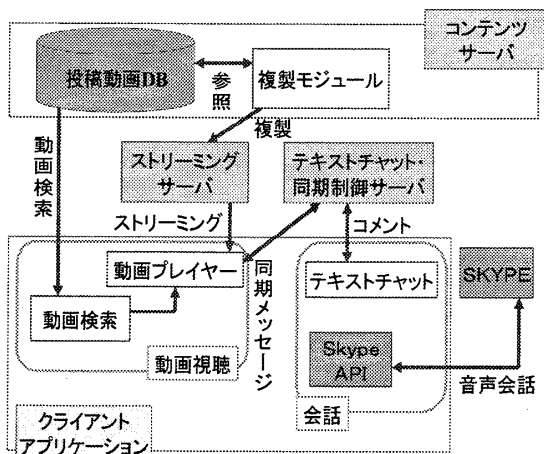 コンテンツ
サーバ
投稿動画DB
参照
複製モジュール
複製
動画検索
ストリーミング
サーバ
テキストチャット・
同期制御サーバ
ストリーミング
コメント
動画プレイヤー
同期メッセージ
テキストチャット
SKYPE
動画検索
動画視聴
Skype
API
音声会話
会話
クライアント
アプリケーション